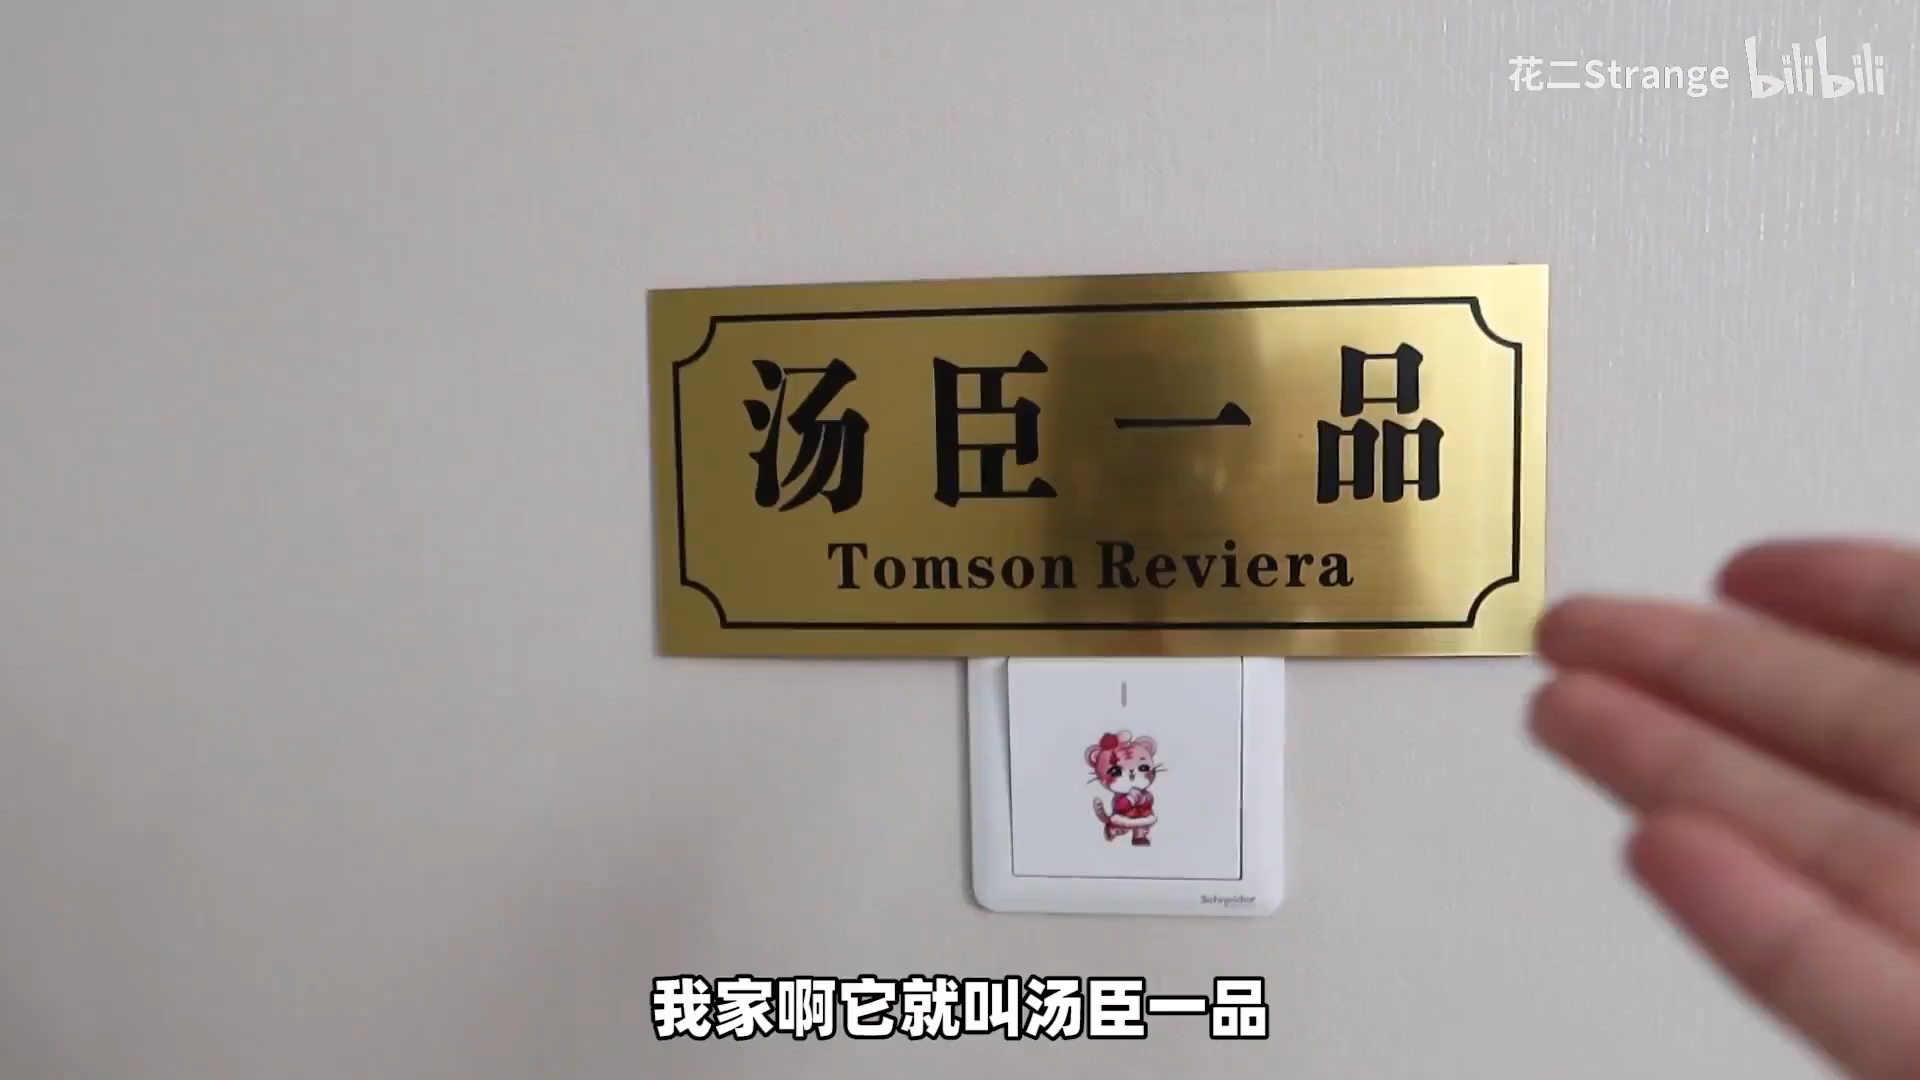 花二Strange bilibili
汤臣一品
Tomson Reviera
Schneider
我家啊它就叫汤臣一品